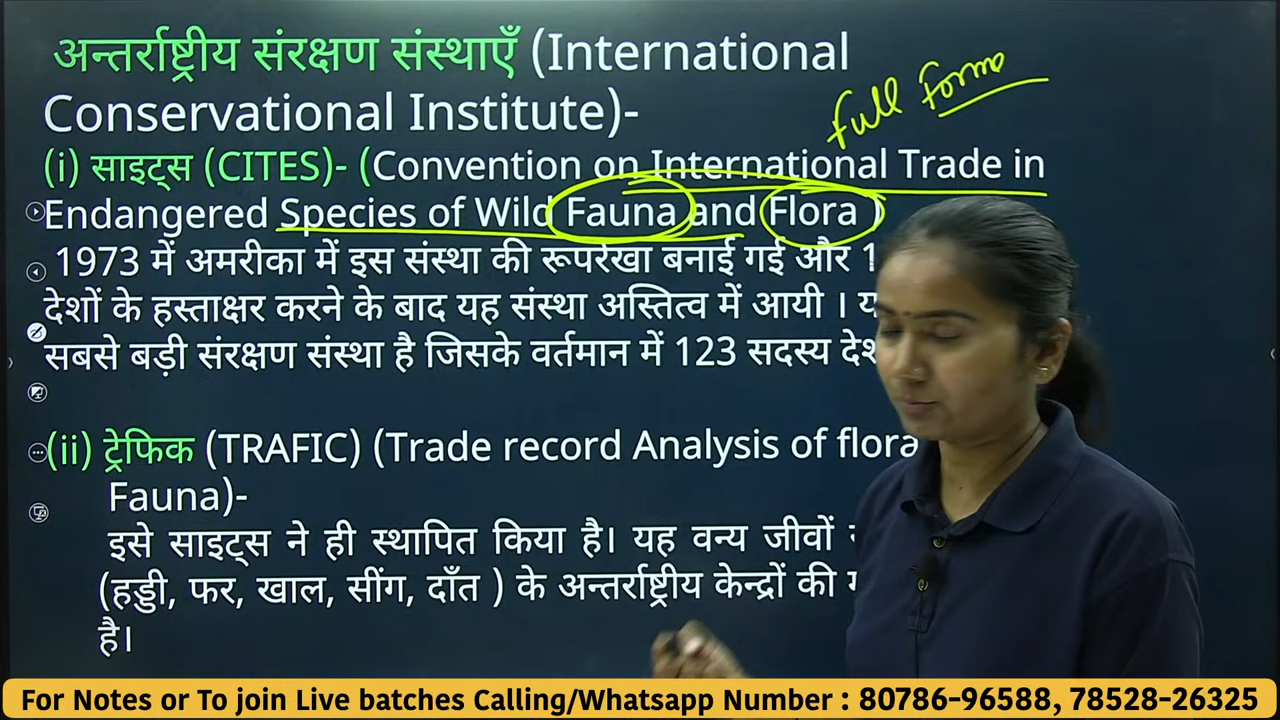 अन्तर्राष्ट्रीय संरक्षण संस्थाएँ (International
Conservational Institute)-
full forms
(i) साइट्स (CITES)- (Convention on International Trade in
Endangered Species of Wild Fauna and Flora )
1973 में अमरीका में इस संस्था की रूपरेखा बनाई गई और
देशों के हस्ताक्षर करने के बाद यह संस्था अस्तित्व में आयी ।
सबसे बड़ी संरक्षण संस्था है जिसके वर्तमान में 123 सदस्य
(ii) ट्रेफिक (TRAFIC) (Trade record Analysis of flora
Fauna)-
इसे साइट्स ने ही स्थापित किया है। यह वन्य जीवों
(हड्डी, फर, खाल, सींग, दाँत ) के अन्तर्राष्ट्रीय केन्द्रों की
है।
For Notes or To join Live batches Calling/Whatsapp Number : 80786-96588, 78528-26325